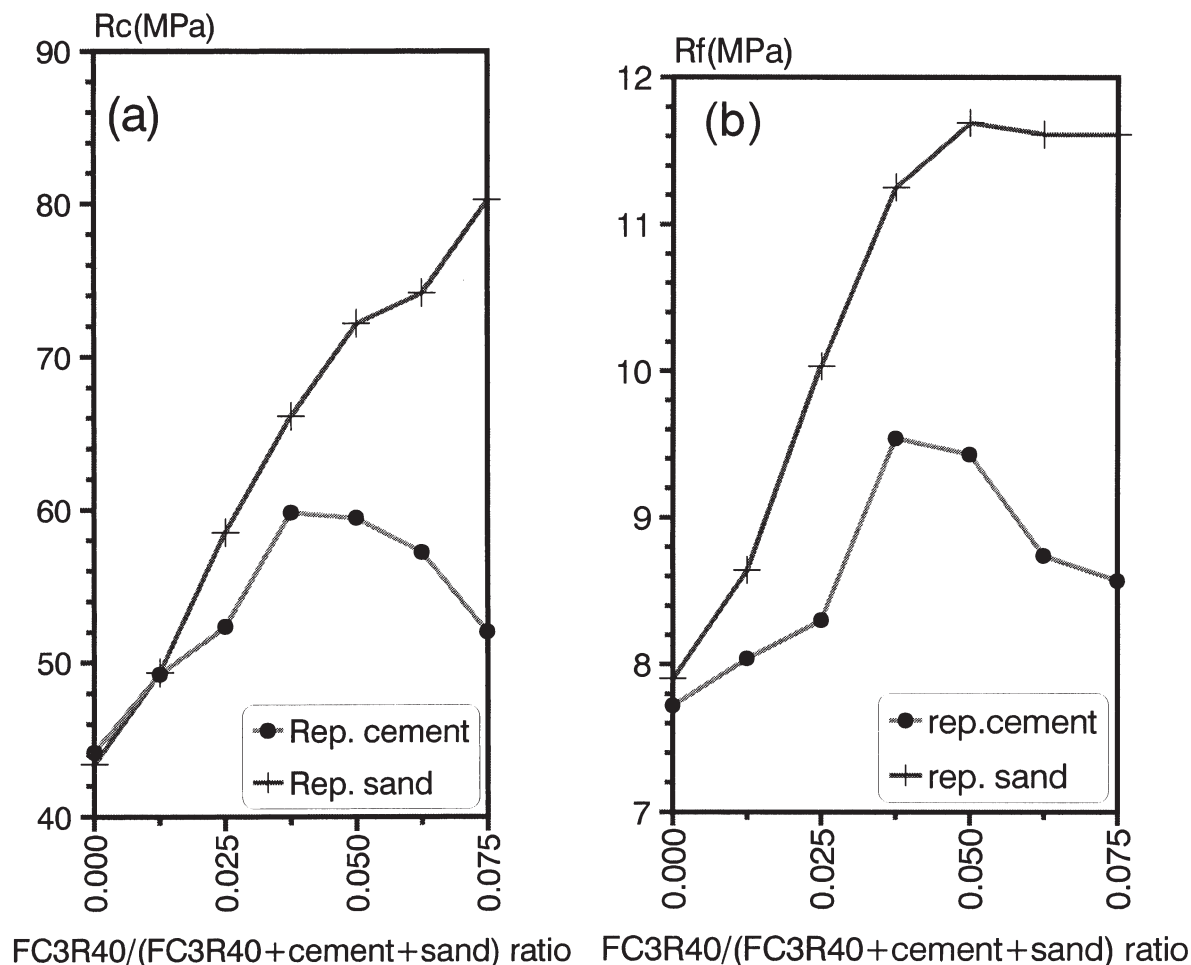 Rc(MPa)
90
80
70
60
50
40
(a)
Rep. cement
Rep. sand
0.000
0.025
0.050
0.075
FC3R40/(FC3R40+cement+sand) ratio
Rf(MPa)
12
11
10
9
8
7
(b)
rep.cement
rep. sand
0.000
0.025
0.050
0.075
FC3R40/(FC3R40+cement+sand) ratio